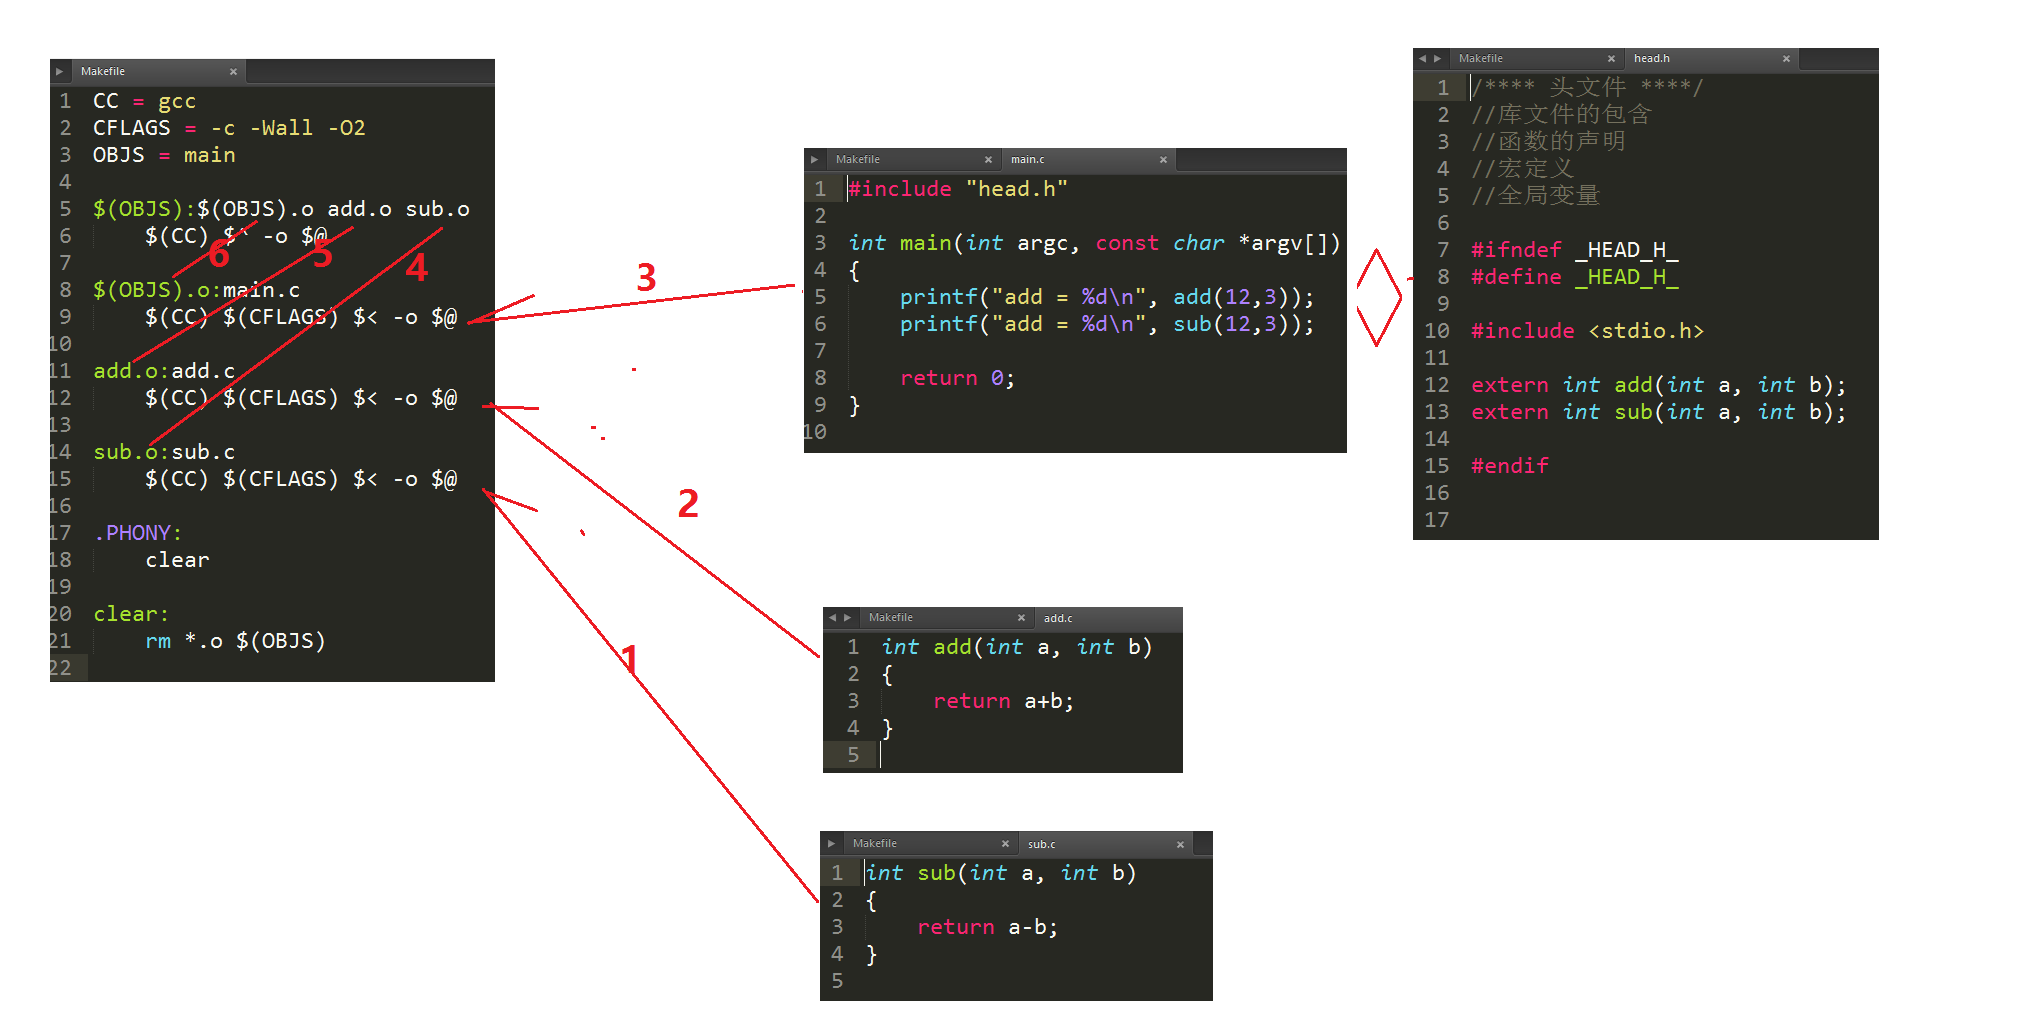 Makefile ×
1 CC = gcc
2 CFLAGS = -c -Wall -O2
3 OBJS = main
4
5 $(OBJS):$(OBJS).o add.o sub.o
6 $(CC) $^ -o $@
7
8 $(OBJS).o:main.c
9 $(CC) $(CFLAGS) $< -o $@
10
11 add.o:add.c
12 $(CC) $(CFLAGS) $< -o $@
13
14 sub.o:sub.c
15 $(CC) $(CFLAGS) $< -o $@
16
17 .PHONY:
18 clear
19
20 clear:
21 rm *.o $(OBJS)
22
6
5
4
3
2
1
Makefile × main.c ×
1 #include "head.h"
2
3 int main(int argc, const char *argv[])
4 {
5 printf("add = %d\n", add(12,3));
6 printf("add = %d\n", sub(12,3));
7
8 return 0;
9 }
10
Makefile × head.h ×
1 /**** 头文件 ****/
2 //库文件的包含
3 //函数的声明
4 //宏定义
5 //全局变量
6
7 #ifndef _HEAD_H_
8 #define _HEAD_H_
9
10 #include <stdio.h>
11
12 extern int add(int a, int b);
13 extern int sub(int a, int b);
14
15 #endif
16
17
Makefile × add.c
1 int add(int a, int b)
2 {
3 return a+b;
4 }
5
Makefile × sub.c ×
1 int sub(int a, int b)
2 {
3 return a-b;
4 }
5